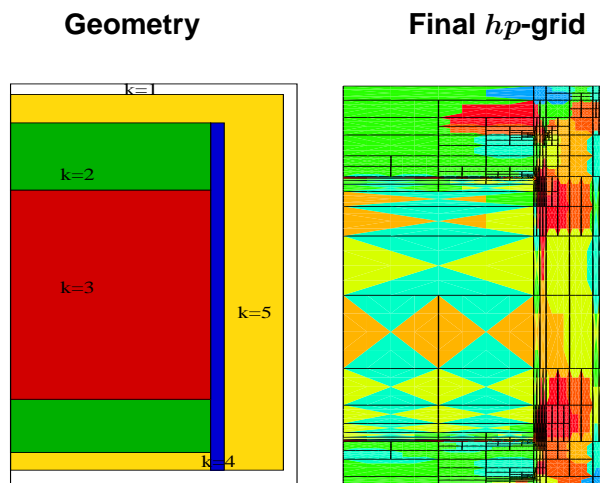 Geometry
Final hp-grid
k=1
k=2
k=3
k=5
k=4